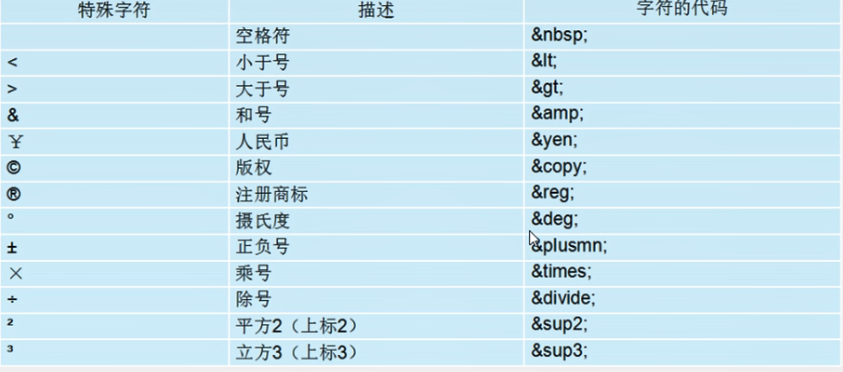 特殊字符 描述 字符的代码
空格符 &nbsp;
< 小于号 &lt;
> 大于号 &gt;
& 和号 &amp;
¥ 人民币 &yen;
© 版权 &copy;
® 注册商标 &reg;
° 摄氏度 &deg;
± 正负号 &plusmn;
× 乘号 &times;
÷ 除号 &divide;
² 平方2（上标2） &sup2;
³ 立方3（上标3） &sup3;